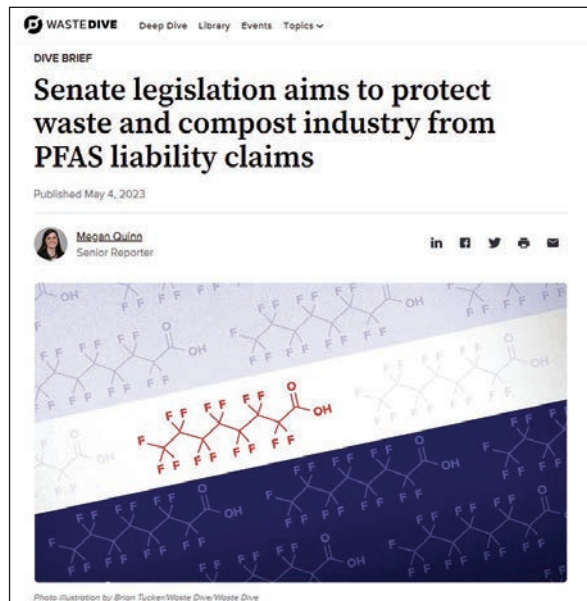 WASTEDIVE Deep Dive Library Events Topics
DIVE BRIEF
Senate legislation aims to protect
waste and compost industry from
PFAS liability claims
Published May 4, 2023
Megan Quinn
Senior Reporter
Photo illustration by Brian Tucker/Waste Dive/Waste Dive